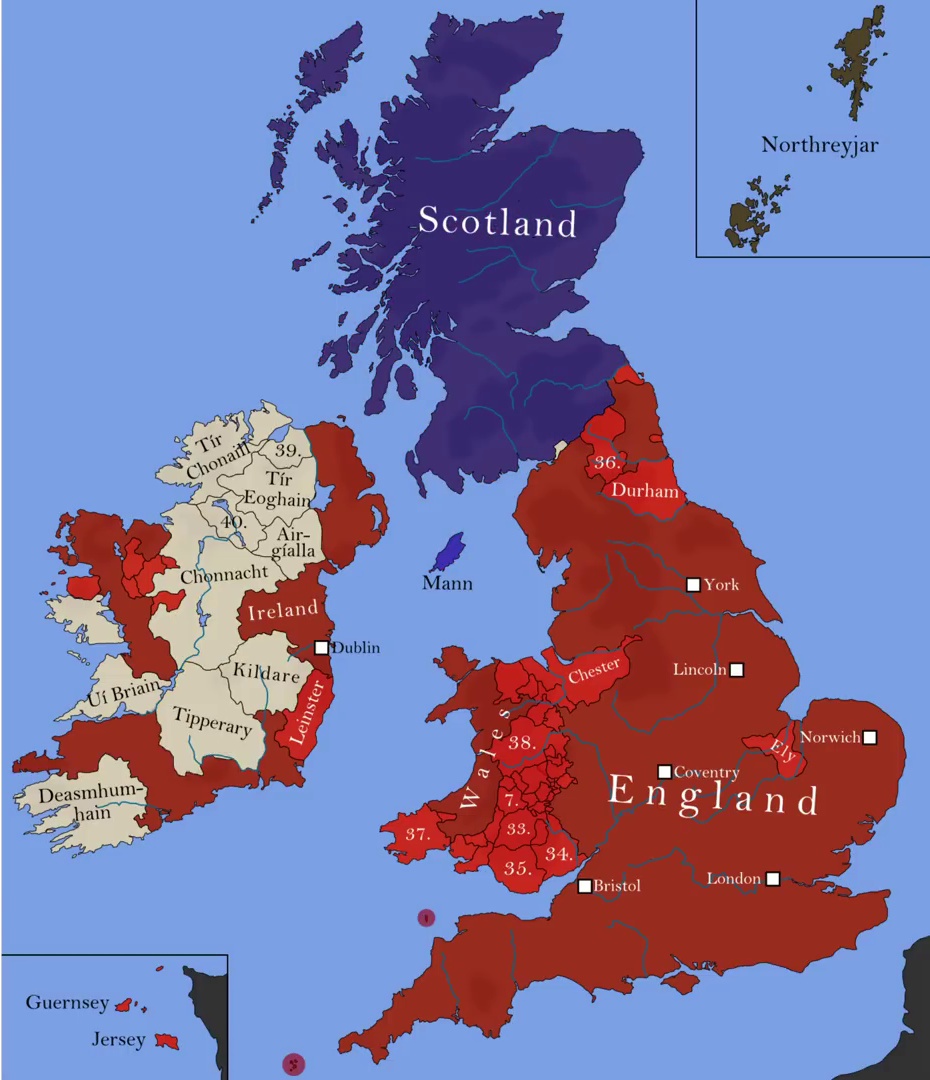 Northreyjar
Scotland
Tír
Chonaill
39.
Tír
Eoghain
40.
Air-
gíalla
Chonnacht
Ireland
Dublin
Kildare
Uí Briain
Leinster
Tipperary
Deasmhum-
hain
Mann
36.
Durham
York
Chester
Lincoln
Wales
38.
Norwich
Ely
Coventry
England
7.
33.
37.
34.
35.
London
Bristol
Guernsey
Jersey